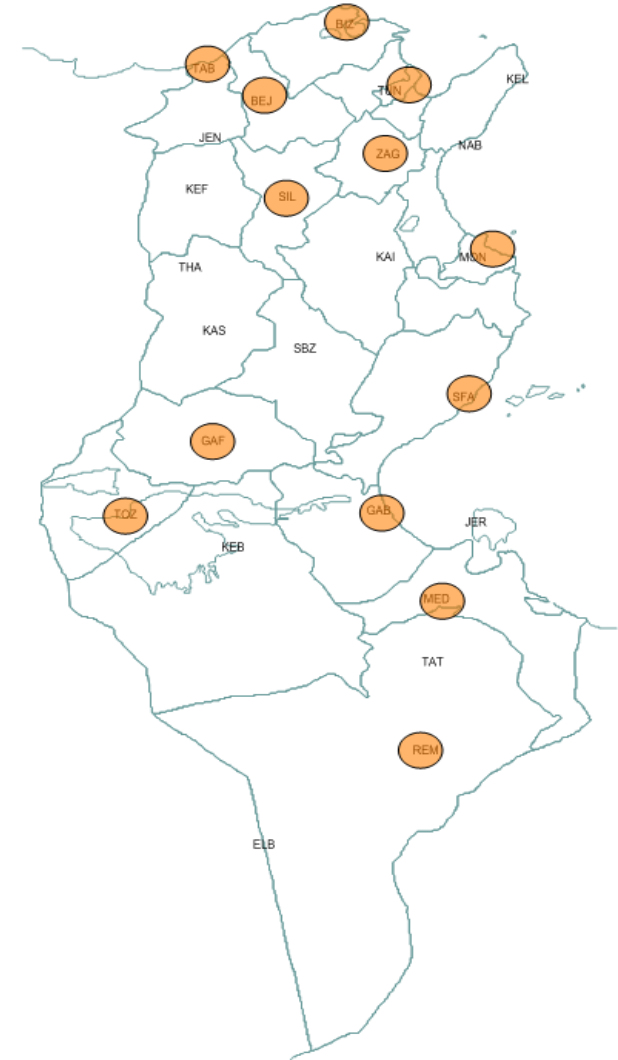 BIZ
TAB
KEL
TUN
BEJ
JEN
NAB
ZAG
KEF
SIL
KAI
MON
THA
KAS
SBZ
SFA
GAF
GAB
TOZ
JER
KEB
MED
TAT
REM
ELB